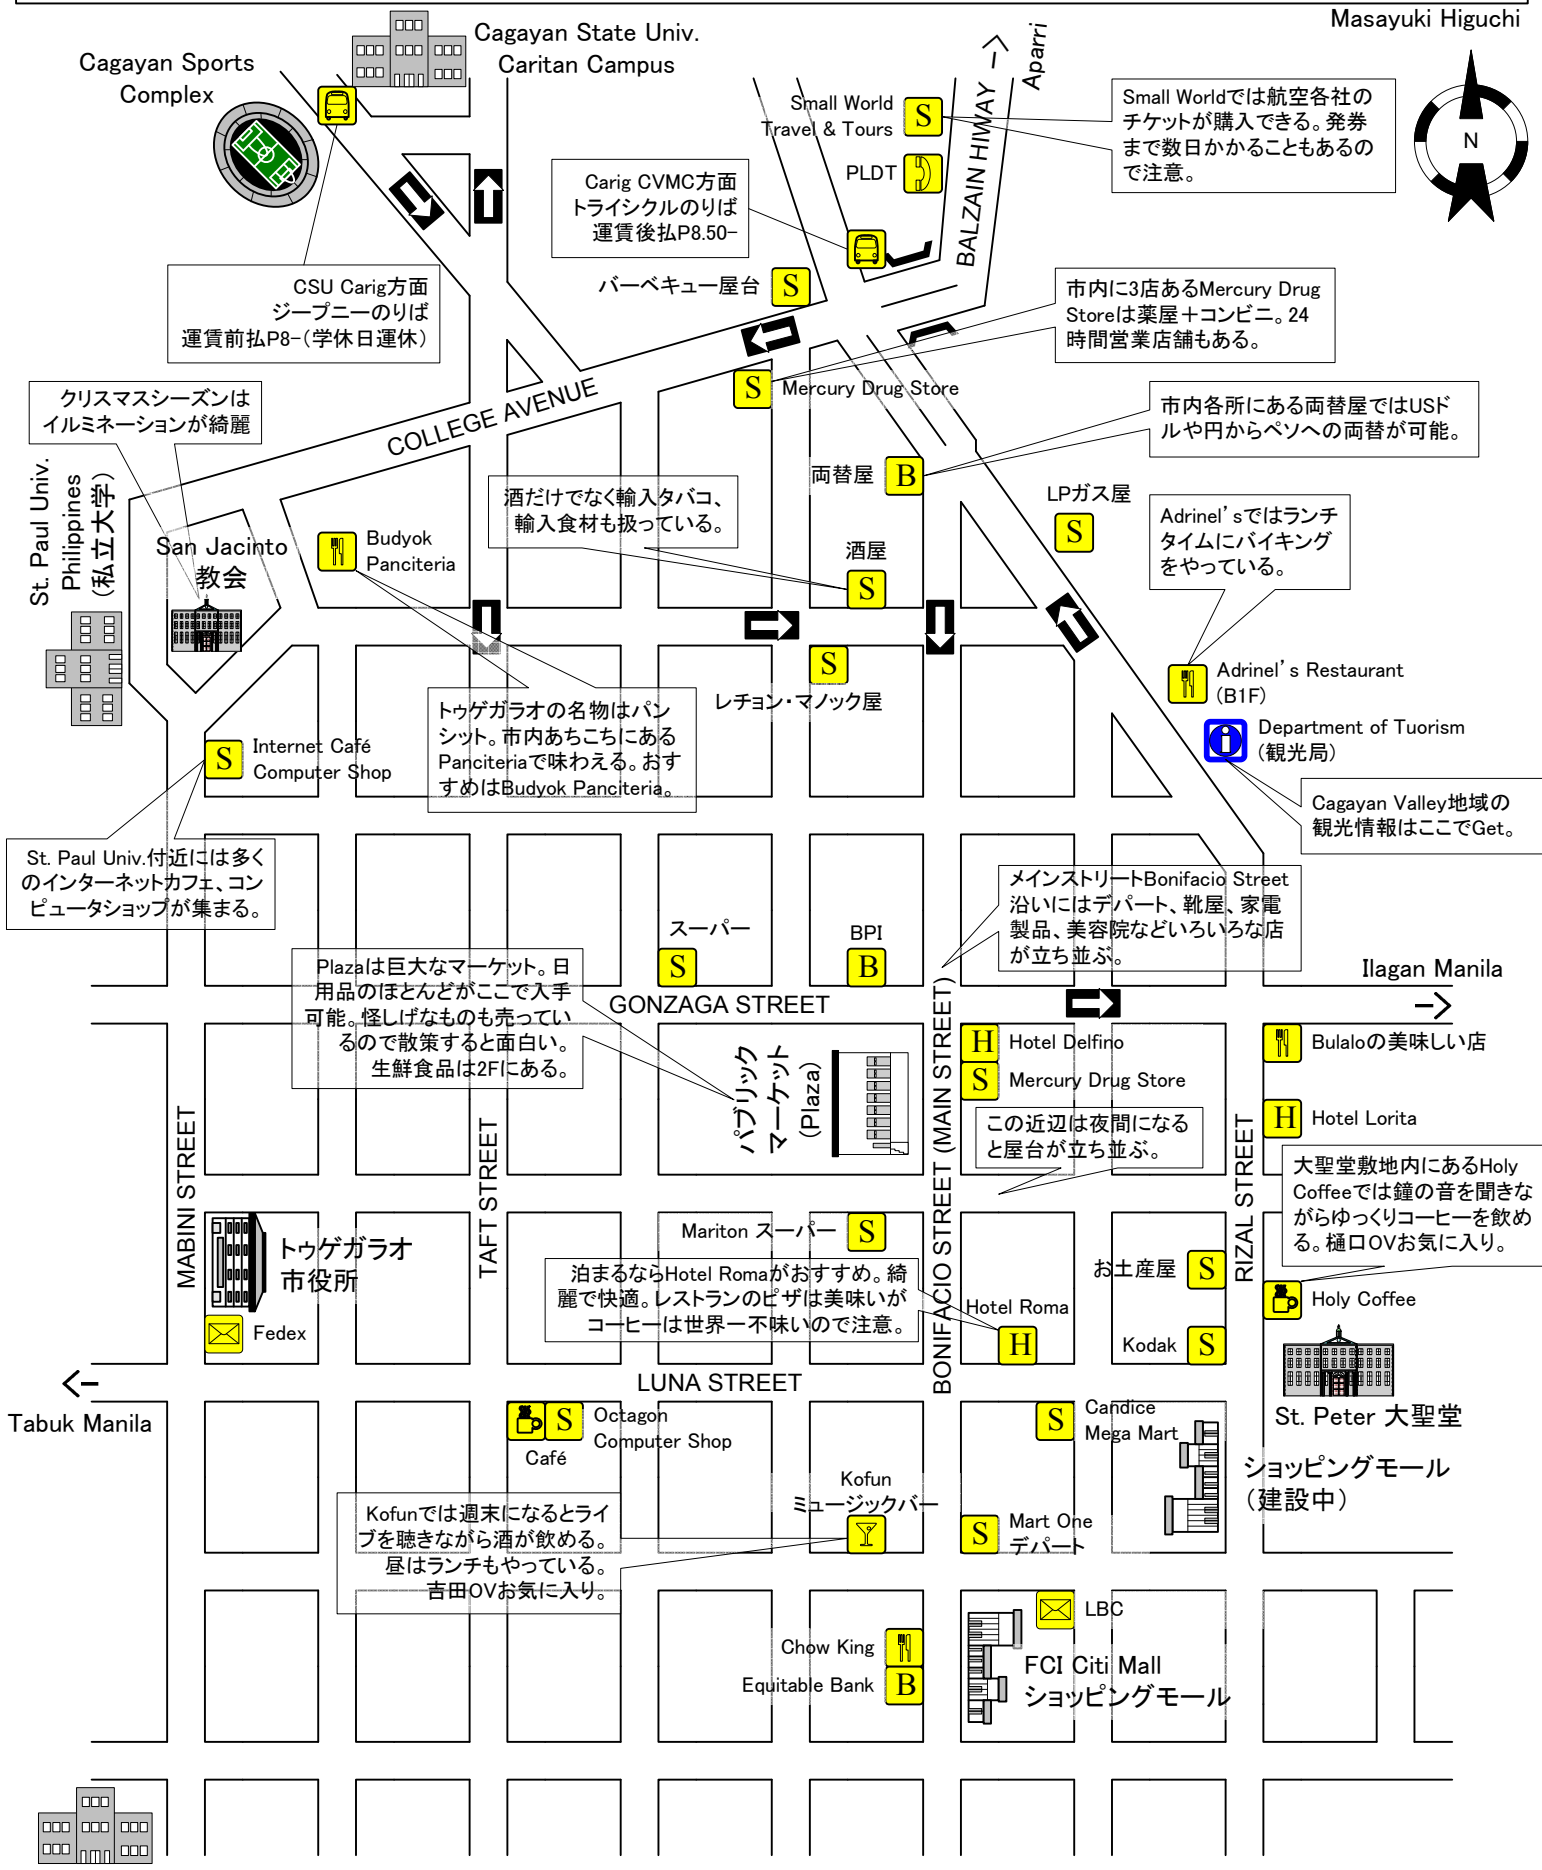 Masayuki Higuchi
Cagayan State Univ.
Caritan Campus
Cagayan Sports
Complex
Aparri
BALZAIN HIWAY
Small World
Travel & Tours
PLDT
Small Worldでは航空各社の
チケットが購入できる。発券
まで数日かかることもあるの
で注意。
N
Carig CVMC方面
トライシクルのりば
運賃後払P8.50-
CSU Carig方面
ジープニーのりば
運賃前払P8-(学休日運休)
バーベキュー屋台
S
市内に3店あるMercury Drug
Storeは薬屋+コンビニ。24
時間営業店舗もある。
S
Mercury Drug Store
COLLEGE AVENUE
クリスマスシーズンは
イルミネーションが綺麗
市内各所にある両替屋ではUSド
ルや円からペソへの両替が可能。
両替屋
B
St. Paul Univ.
Philippines
(私立大学)
San Jacinto
教会
Budyok
Panciteria
酒だけでなく輸入タバコ、
輸入食材も扱っている。
酒屋
S
LPガス屋
S
Adrinel'sではランチ
タイムにバイキング
をやっている。
S
レチョン・マノック屋
Adrinel's Restaurant
(B1F)
Department of Tuorism
(観光局)
トゥゲガラオの名物はパン
シット。市内あちこちにある
Panciteriaで味わえる。おす
すめはBudyok Panciteria。
S
Internet Café
Computer Shop
Cagayan Valley地域の
観光情報はここでGet。
St. Paul Univ.付近には多く
のインターネットカフェ、コン
ピュータショップが集まる。
メインストリートBonifacio Street
沿いにはデパート、靴屋、家電
製品、美容院などいろいろな店
が立ち並ぶ。
スーパー
S
BPI
B
Plazaは巨大なマーケット。日
用品のほとんどがここで入手
可能。怪しげなものも売ってい
るので散策すると面白い。
生鮮食品は2Fにある。
Ilagan Manila
GONZAGA STREET
パブリック
マーケット
(Plaza)
H
Hotel Delfino
S
Mercury Drug Store
Bulaloの美味しい店
H
Hotel Lorita
この近辺は夜間になる
と屋台が立ち並ぶ。
MABINI STREET
TAFT STREET
BONIFACIO STREET (MAIN STREET)
RIZAL STREET
大聖堂敷地内にあるHoly
Coffeeでは鐘の音を聞きな
がらゆっくりコーヒーを飲め
る。樋口OVお気に入り。
トゥゲガラオ
市役所
Fedex
Mariton スーパー
S
泊まるならHotel Romaがおすすめ。綺
麗で快適。レストランのピザは美味いが
コーヒーは世界一不味いので注意。
Hotel Roma
H
お土産屋
S
Holy Coffee
Kodak
S
LUNA STREET
St. Peter 大聖堂
Tabuk Manila
Café
S
Octagon
Computer Shop
S
Candice
Mega Mart
ショッピングモール
(建設中)
Kofun
ミュージックバー
Kofunでは週末になるとライ
ブを聴きながら酒が飲める。
昼はランチもやっている。
吉田OVお気に入り。
S
Mart One
デパート
LBC
Chow King
Equitable Bank
B
FCI Citi Mall
ショッピングモール